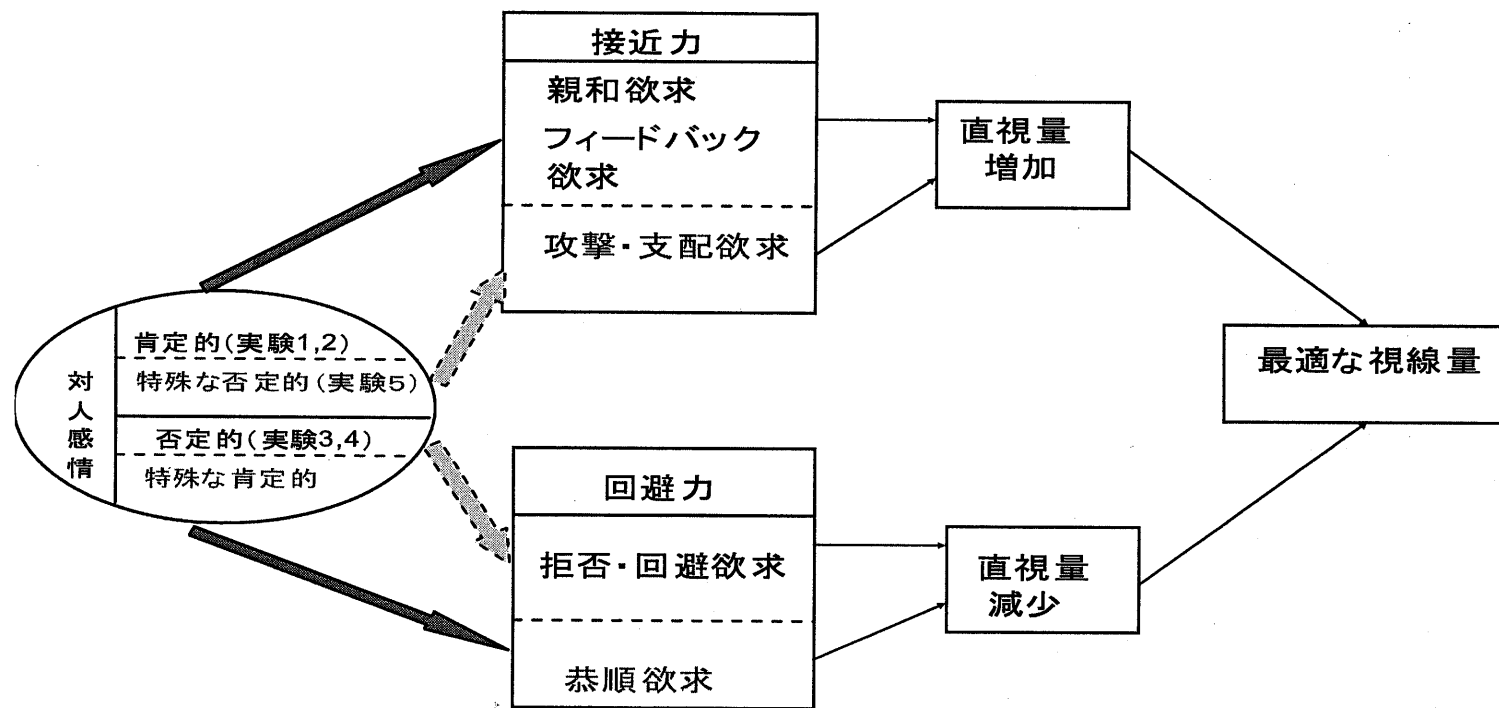 接近力
親和欲求
フィードバック
欲求
攻撃・支配欲求
直視量
増加
対人感情
肯定的(実験1,2)
特殊な否定的(実験5)
否定的(実験3,4)
特殊な肯定的
最適な視線量
回避力
拒否・回避欲求
恭順欲求
直視量
減少